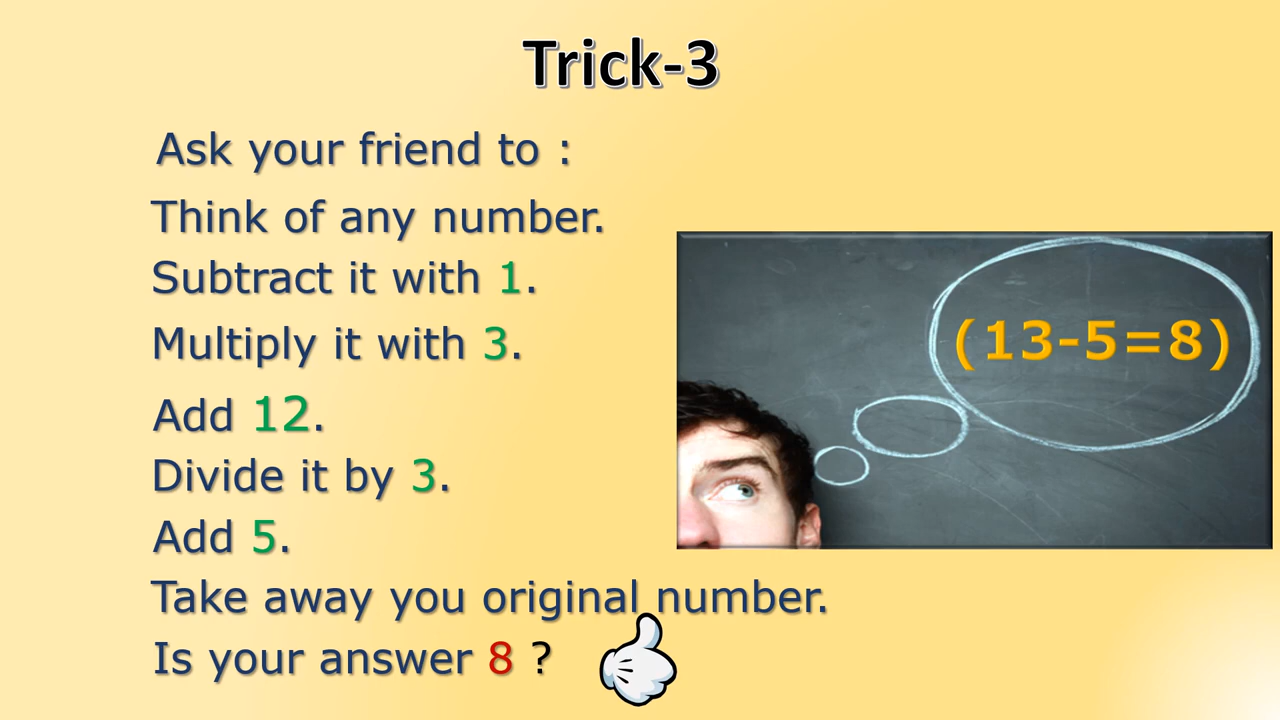 Trick-3
Ask your friend to :
Think of any number.
Subtract it with 1.
Multiply it with 3.
(13-5=8)
Add 12.
Divide it by 3.
Add 5.
Take away you original number.
Is your answer 8 ?